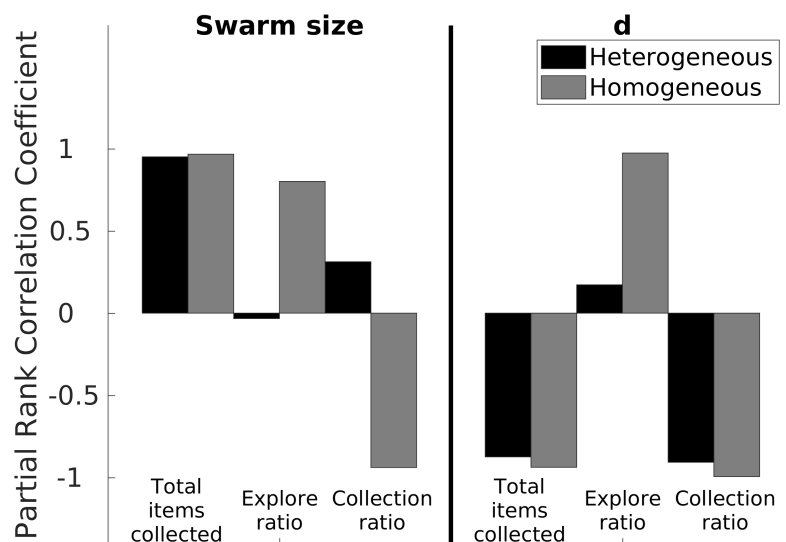 Swarm size
d
Heterogeneous
Homogeneous
Partial Rank Correlation Coefficient
1
0.5
0
-0.5
-1
Total
items
collected
Explore
ratio
Collection
ratio
Total
items
collected
Explore
ratio
Collection
ratio